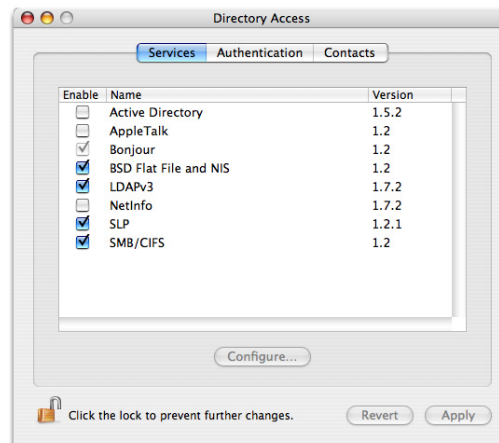 Directory Access
Services Authentication Contacts
Enable Name Version
Active Directory 1.5.2
AppleTalk 1.2
Bonjour 1.2
BSD Flat File and NIS 1.2
LDAPv3 1.7.2
NetInfo 1.7.2
SLP 1.2.1
SMB/CIFS 1.2
Configure...
Click the lock to prevent further changes. Revert Apply